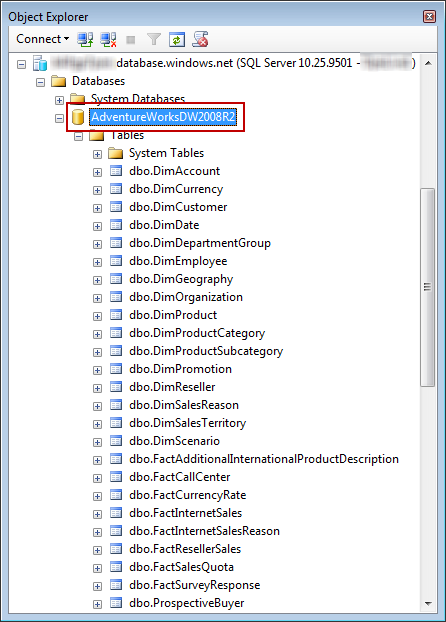 Object Explorer
Connect
database.windows.net (SQL Server 10.25.9501 - )
Databases
System Databases
AdventureWorksDW2008R2
Tables
System Tables
dbo.DimAccount
dbo.DimCurrency
dbo.DimCustomer
dbo.DimDate
dbo.DimDepartmentGroup
dbo.DimEmployee
dbo.DimGeography
dbo.DimOrganization
dbo.DimProduct
dbo.DimProductCategory
dbo.DimProductSubcategory
dbo.DimPromotion
dbo.DimReseller
dbo.DimSalesReason
dbo.DimSalesTerritory
dbo.DimScenario
dbo.FactAdditionalInternationalProductDescription
dbo.FactCallCenter
dbo.FactCurrencyRate
dbo.FactInternetSales
dbo.FactInternetSalesReason
dbo.FactResellerSales
dbo.FactSalesQuota
dbo.FactSurveyResponse
dbo.ProspectiveBuyer